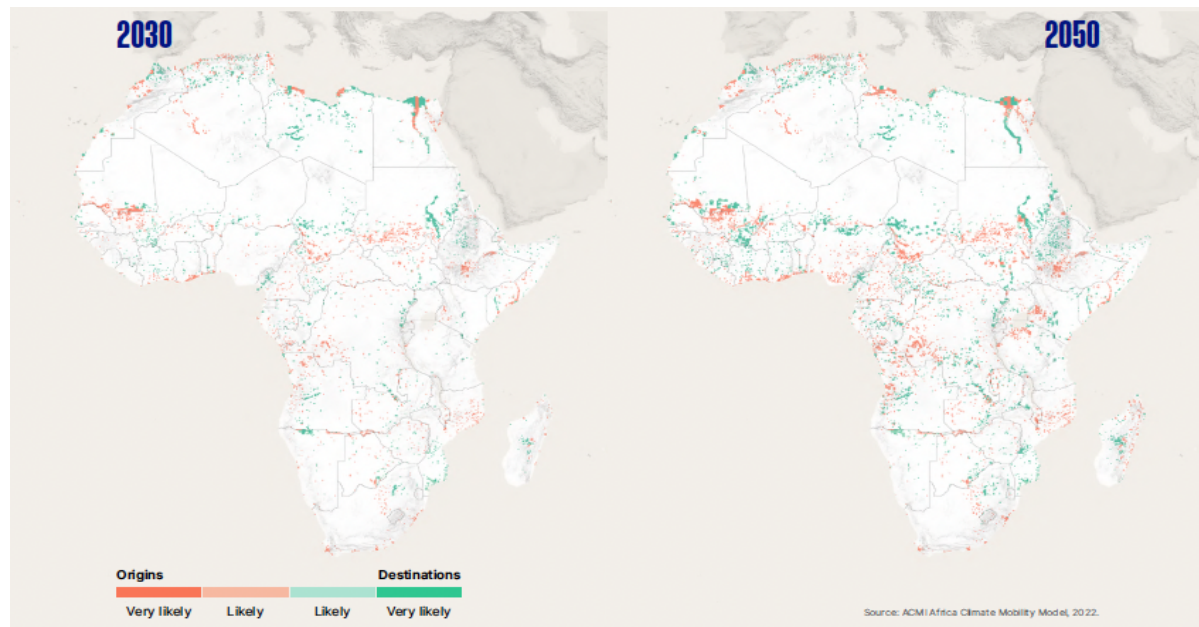 2030
2050
Origins
Destinations
Very likely
Likely
Likely
Very likely
Source: ACMI Africa Climate Mobility Model, 2022.